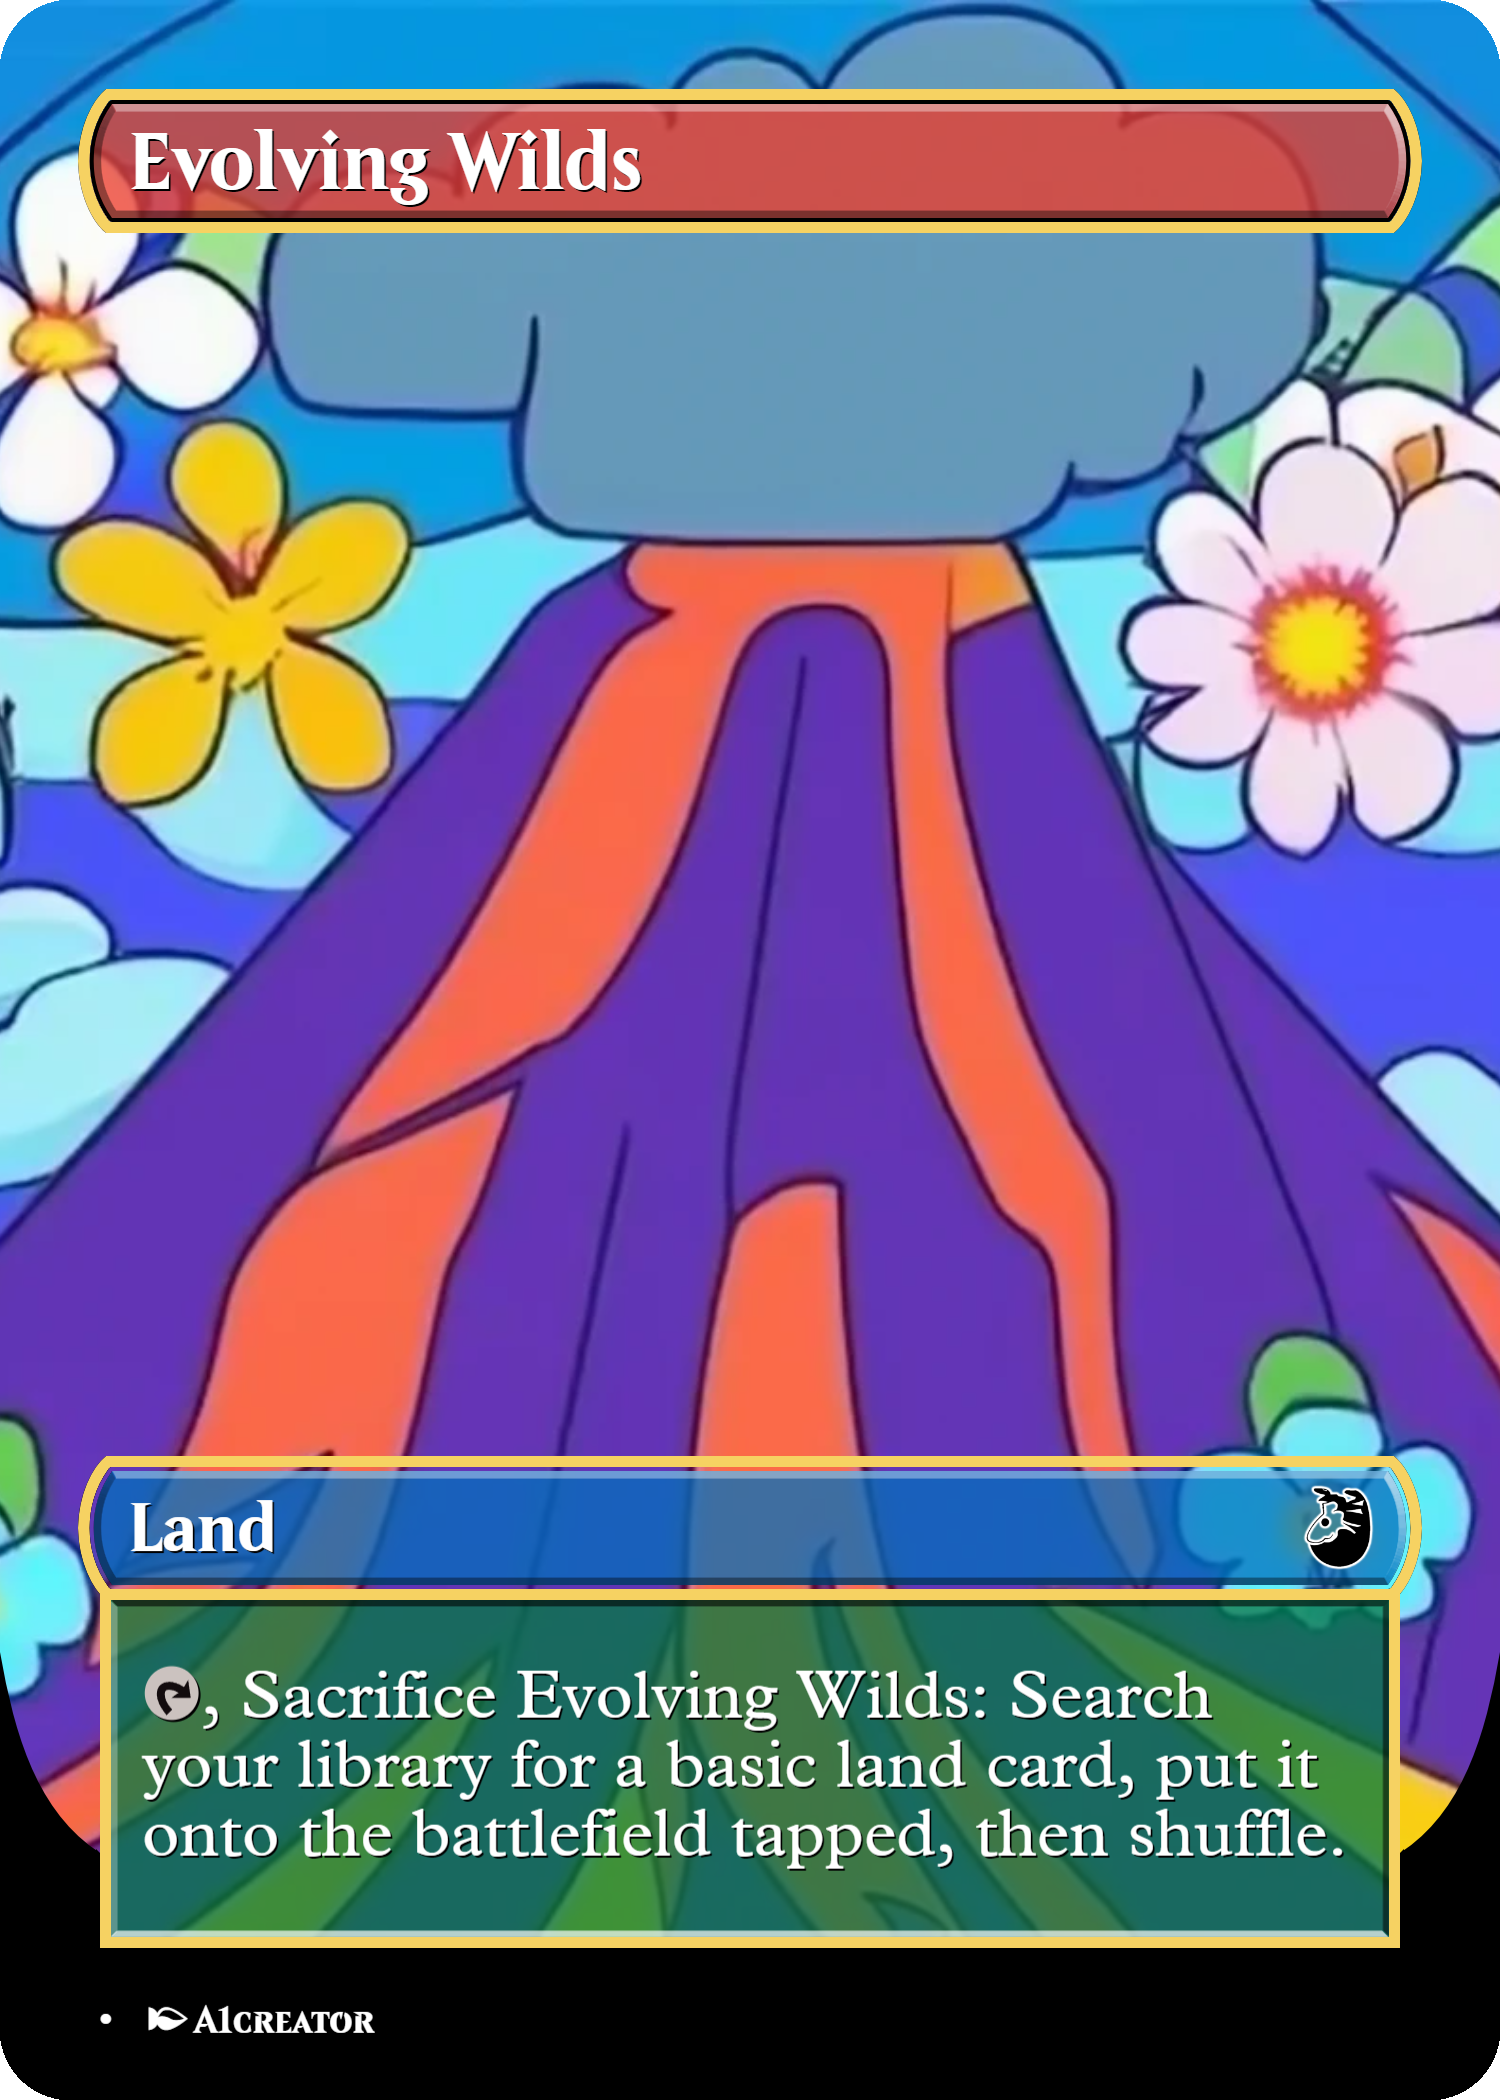 Evolving Wilds
Land
, Sacrifice Evolving Wilds: Search
your library for a basic land card, put it
onto the battlefield tapped, then shuffle.
• A1CREATOR